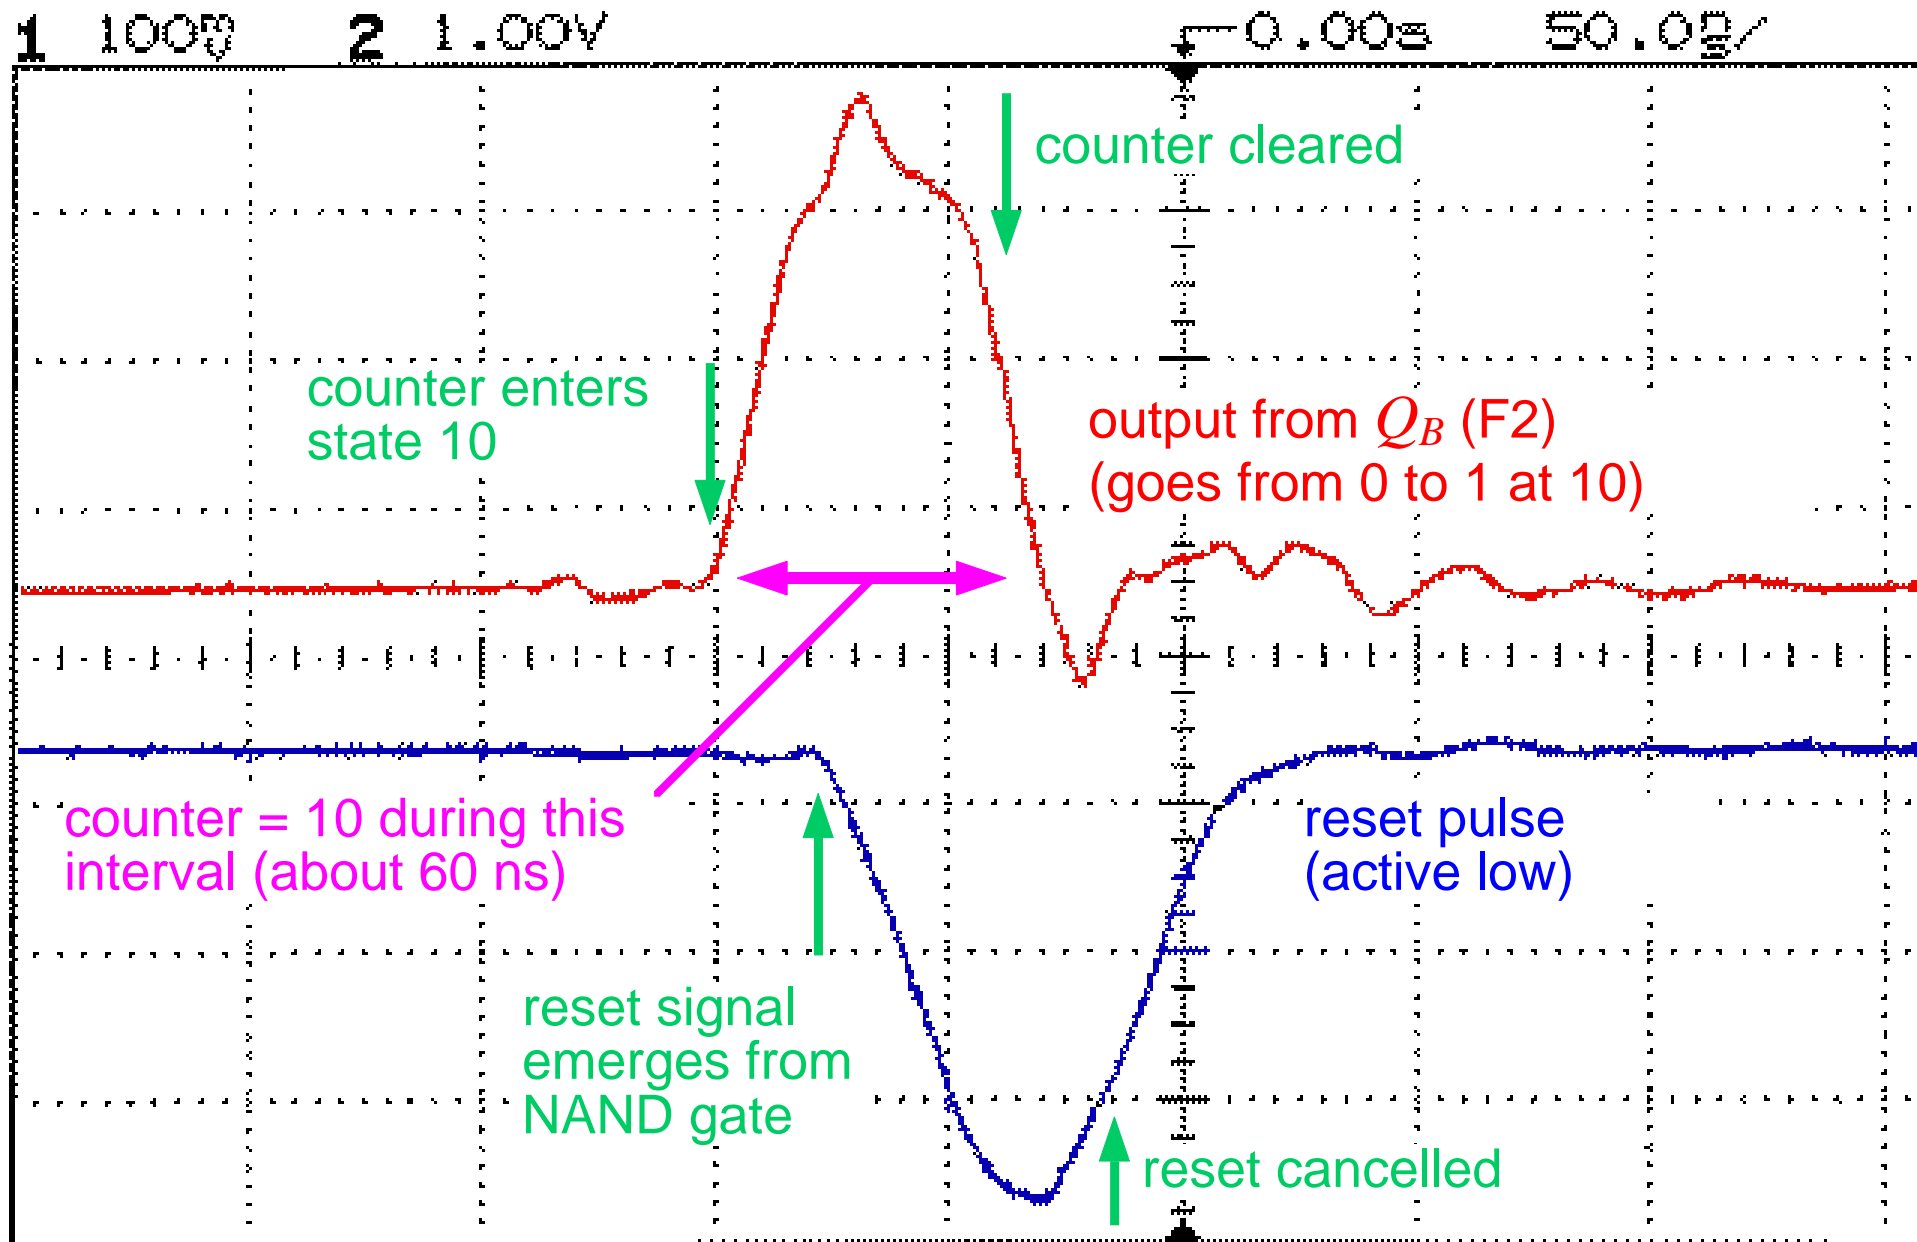 1 100mV 2 1.00V 0.00s 50.0ns/
counter cleared
counter enters
state 10
output from Q_B (F2)
(goes from 0 to 1 at 10)
counter = 10 during this
interval (about 60 ns)
reset pulse
(active low)
reset signal
emerges from
NAND gate
reset cancelled